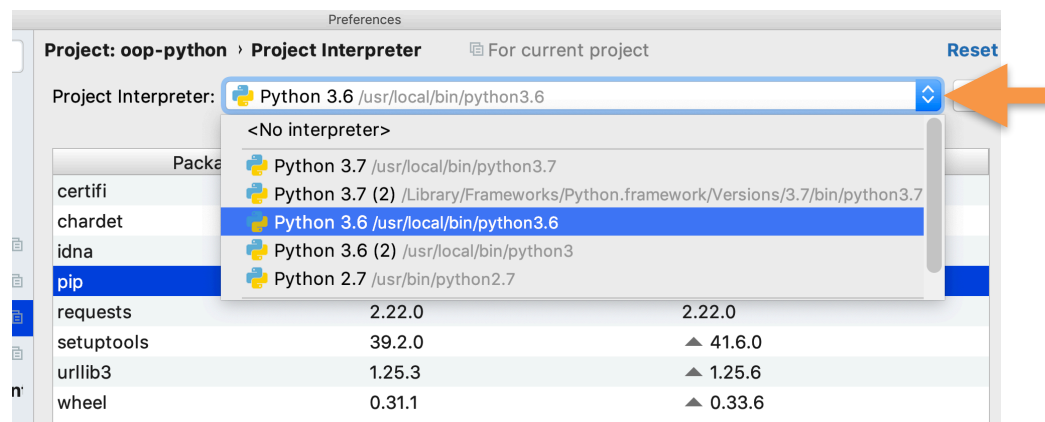 Preferences
Project: oop-python › Project Interpreter For current project Reset
Project Interpreter: Python 3.6 /usr/local/bin/python3.6
<No interpreter>
Python 3.7 /usr/local/bin/python3.7
Python 3.7 (2) /Library/Frameworks/Python.framework/Versions/3.7/bin/python3.7
Python 3.6 /usr/local/bin/python3.6
Python 3.6 (2) /usr/local/bin/python3
Python 2.7 /usr/bin/python2.7
Packa
certifi
chardet
idna
pip
requests 2.22.0 2.22.0
setuptools 39.2.0 41.6.0
urllib3 1.25.3 1.25.6
wheel 0.31.1 0.33.6